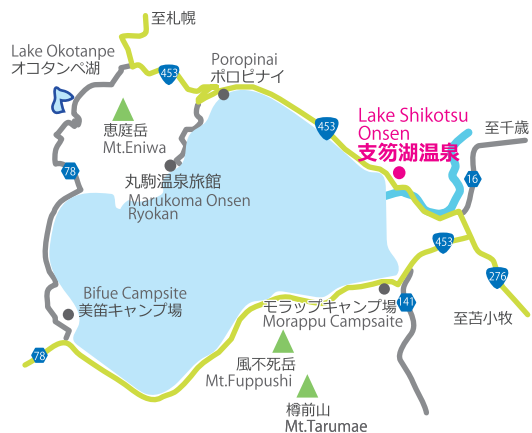 至札幌
Lake Okotanpe
オコタンペ湖
453
Poropinai
ポロピナイ
恵庭岳
Mt.Eniwa
453
Lake Shikotsu
Onsen
支笏湖温泉
至千歳
78
丸駒温泉旅館
Marukoma Onsen
Ryokan
16
453
276
Bifue Campsite
美笛キャンプ場
モラップキャンプ場
Morappu Campsaite
141
至苫小牧
78
風不死岳
Mt.Fuppushi
樽前山
Mt.Tarumae